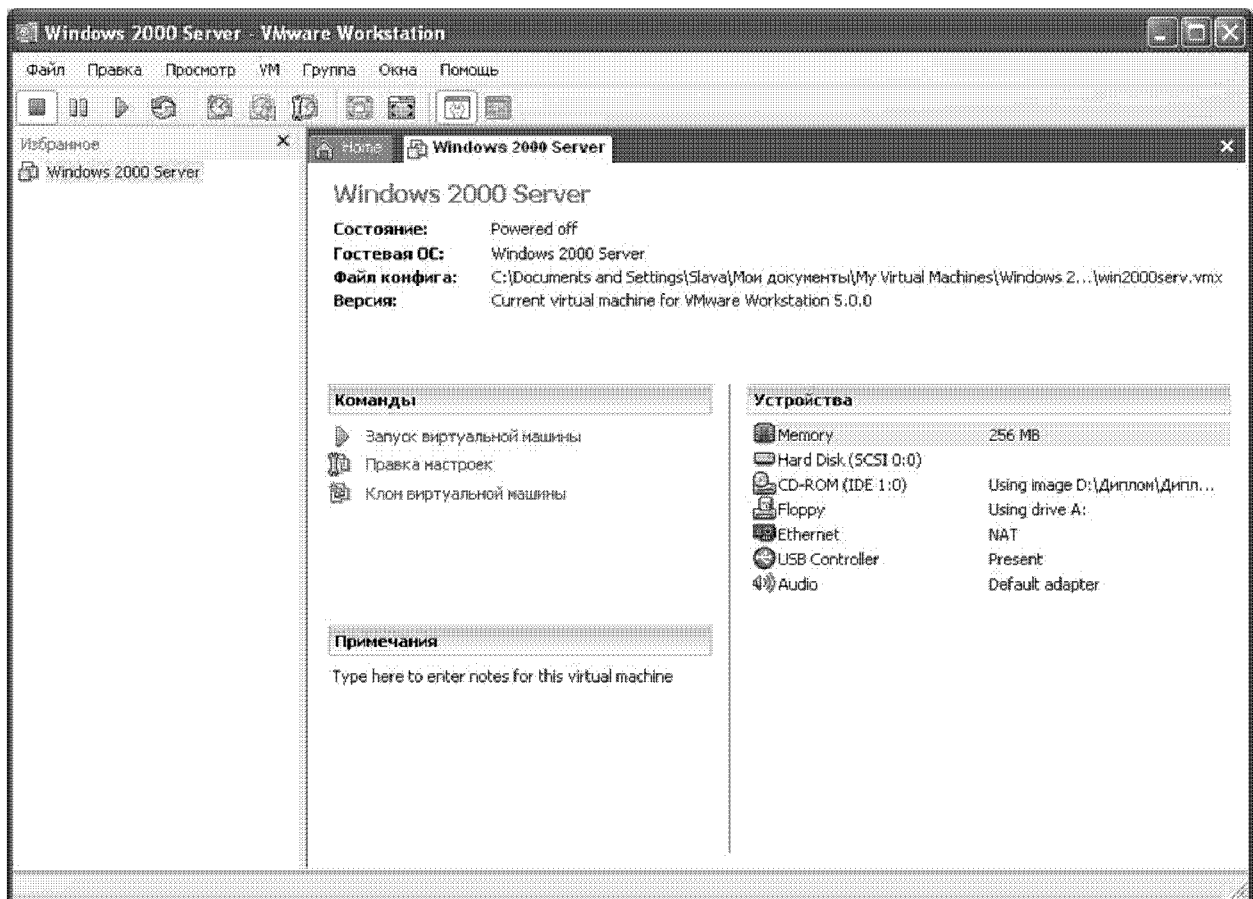 Windows 2000 Server - VMware Workstation
Файл Правка Просмотр VM Группа Окна Помощь
Избранное
Windows 2000 Server
Home Windows 2000 Server
Windows 2000 Server
Состояние: Powered off
Гостевая ОС: Windows 2000 Server
Файл конфига: C:\Documents and Settings\Slava\Мои документы\My Virtual Machines\Windows 2...\win2000serv.vmx
Версия: Current virtual machine for VMware Workstation 5.0.0
Команды
Запуск виртуальной машины
Правка настроек
Клон виртуальной машины
Примечания
Type here to enter notes for this virtual machine
Устройства
Memory 256 MB
Hard Disk (SCSI 0:0)
CD-ROM (IDE 1:0) Using image D:\Диплом\Дипл...
Floppy Using drive A:
Ethernet NAT
USB Controller Present
Audio Default adapter